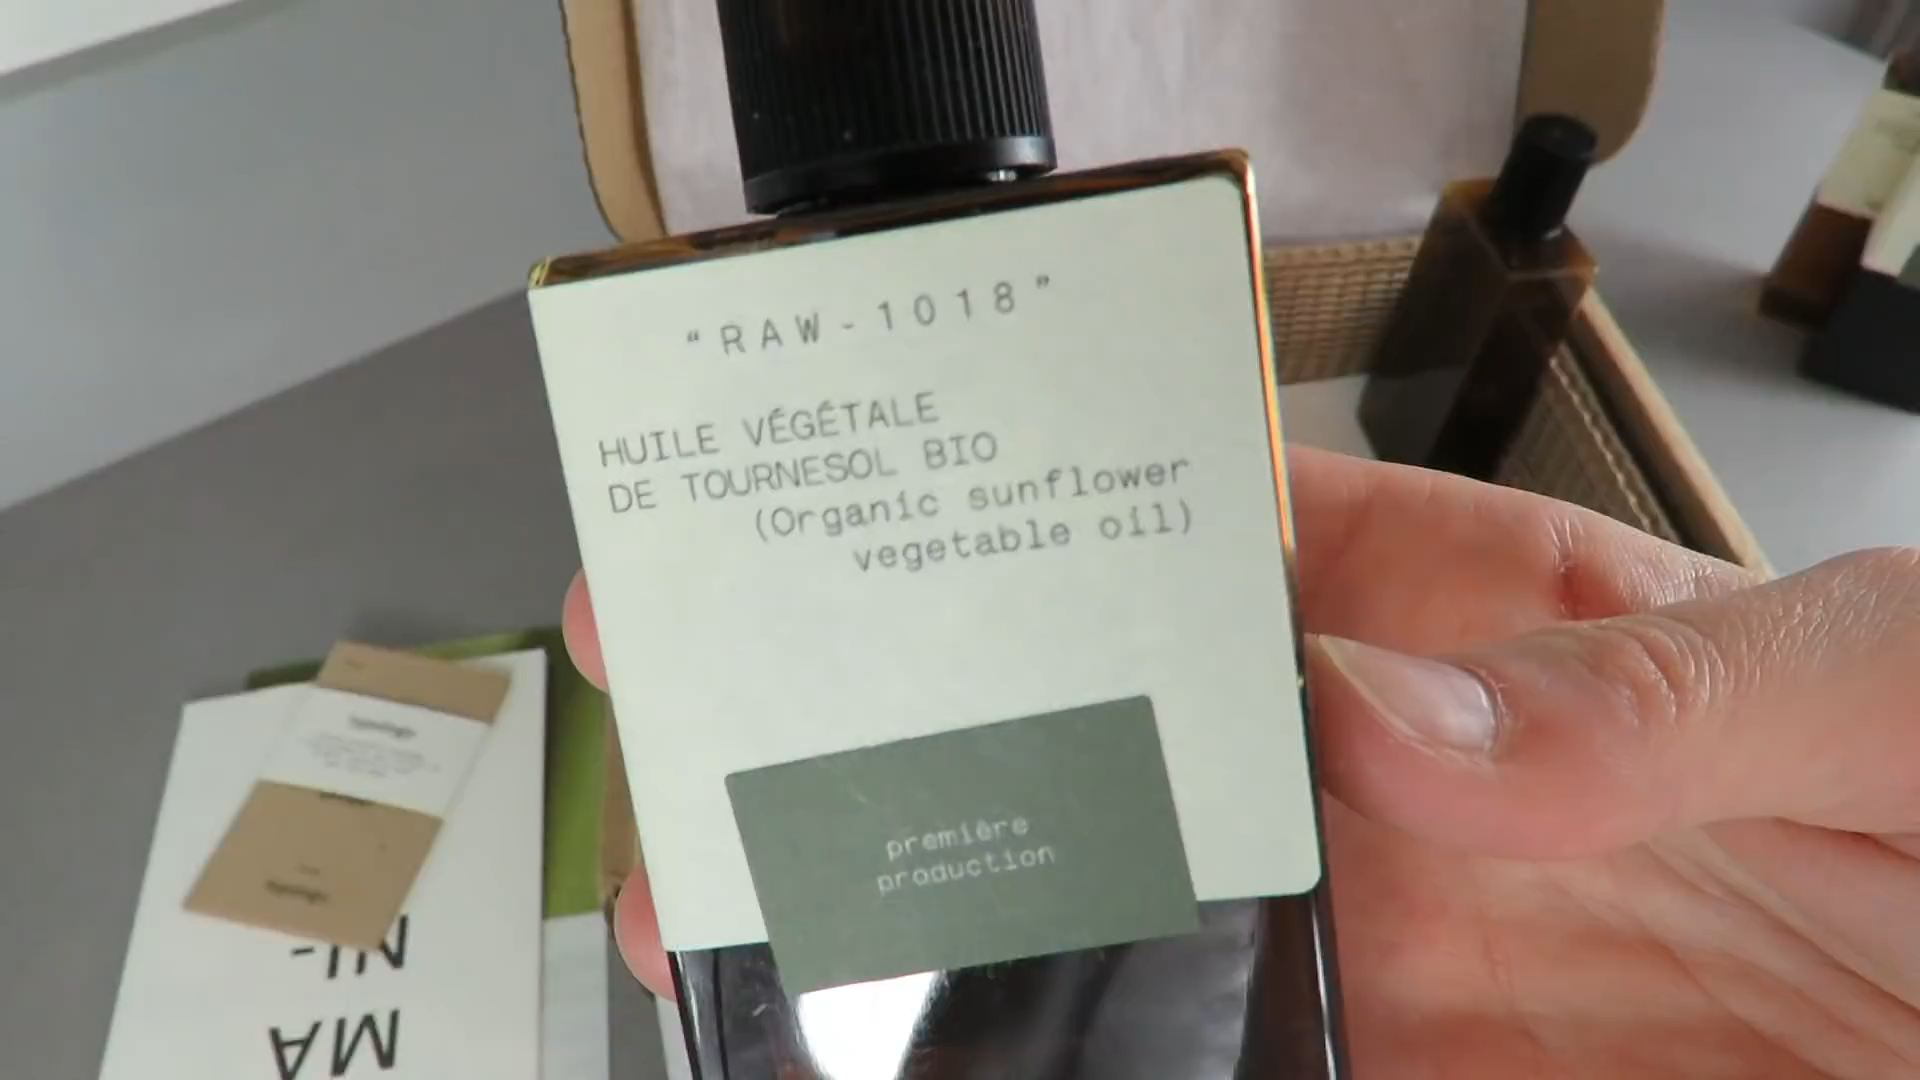 "RAW-1018"
HUILE VÉGÉTALE
DE TOURNESOL BIO
(Organic sunflower
vegetable oil)
première
production
MA
NI-